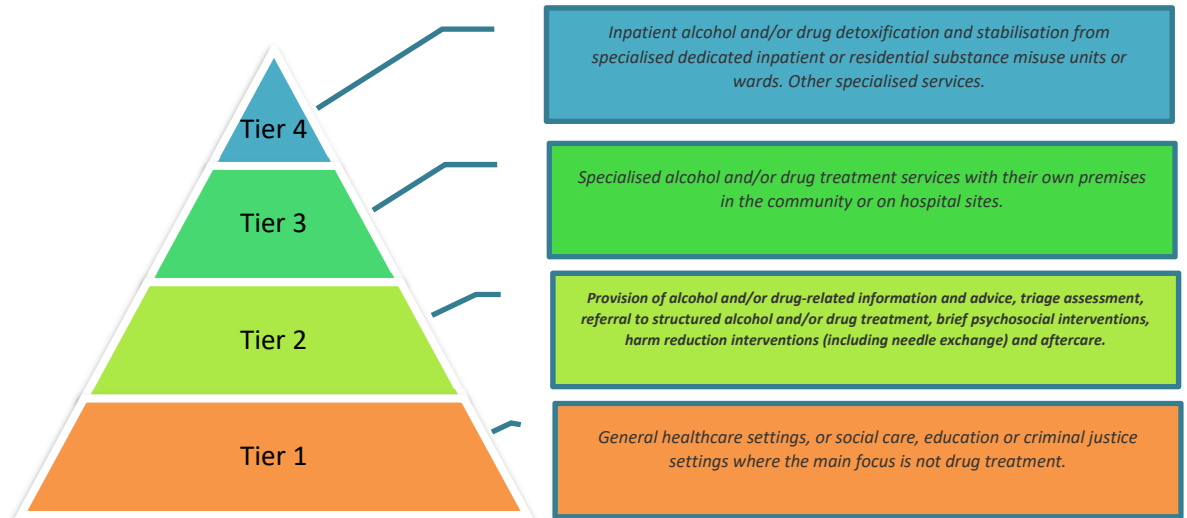 Inpatient alcohol and/or drug detoxification and stabilisation from
specialised dedicated inpatient or residential substance misuse units or
wards. Other specialised services.
Tier 4
Specialised alcohol and/or drug treatment services with their own premises
in the community or on hospital sites.
Tier 3
Provision of alcohol and/or drug-related information and advice, triage assessment,
referral to structured alcohol and/or drug treatment, brief psychosocial interventions,
harm reduction interventions (including needle exchange) and aftercare.
Tier 2
General healthcare settings, or social care, education or criminal justice
settings where the main focus is not drug treatment.
Tier 1